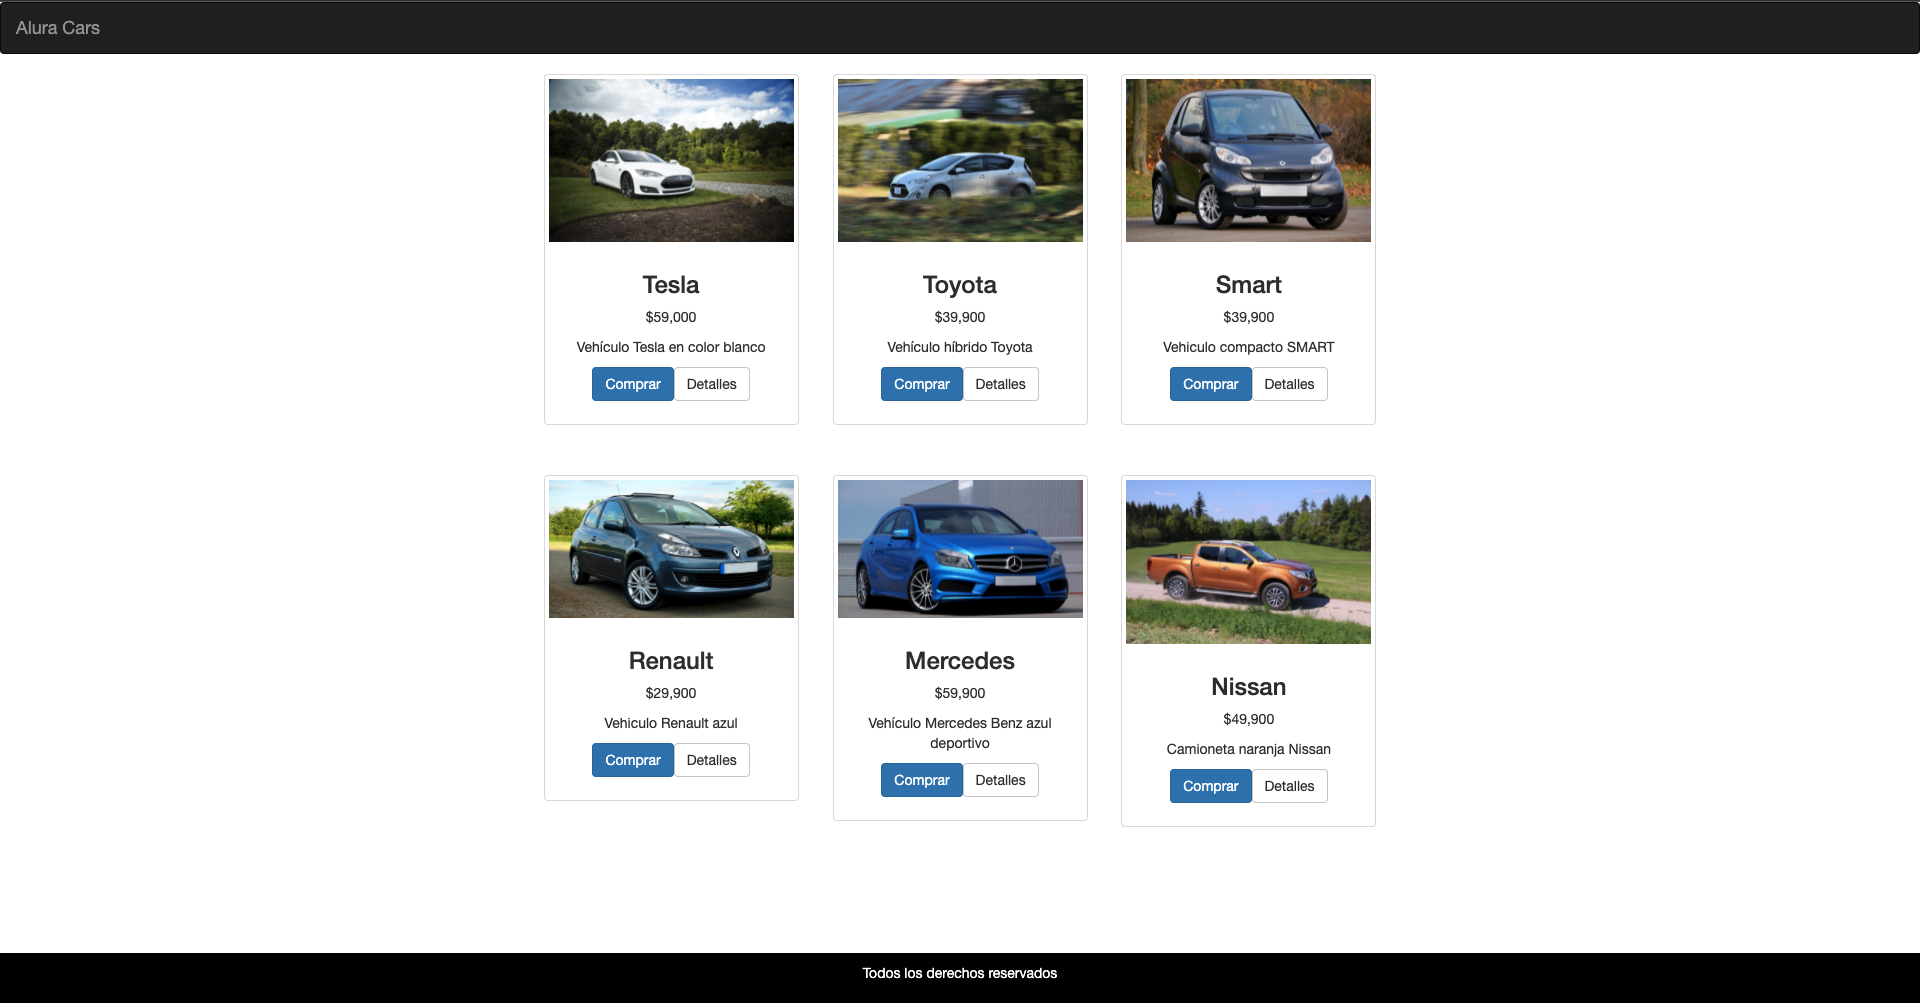 Alura Cars
Tesla
$59,000
Vehículo Tesla en color blanco
Comprar Detalles
Toyota
$39,900
Vehículo híbrido Toyota
Comprar Detalles
Smart
$39,900
Vehiculo compacto SMART
Comprar Detalles
Renault
$29,900
Vehiculo Renault azul
Comprar Detalles
Mercedes
$59,900
Vehículo Mercedes Benz azul
deportivo
Comprar Detalles
Nissan
$49,900
Camioneta naranja Nissan
Comprar Detalles
Todos los derechos reservados